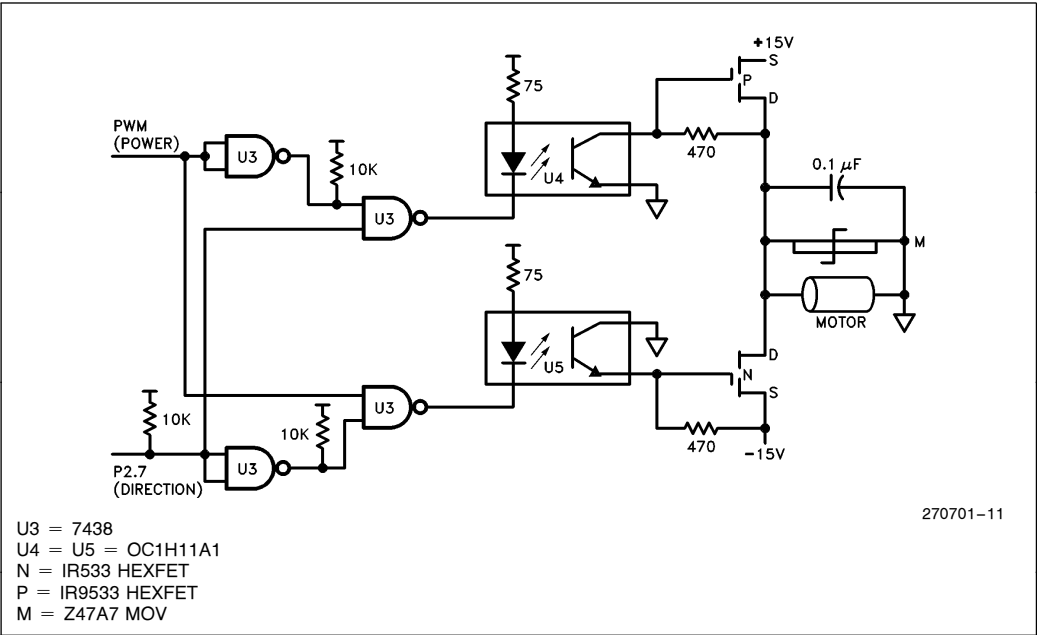 +15V
S
P
D
75
470
U4
PWM
(POWER)
U3
10K
U3
0.1 µF
M
MOTOR
75
U5
D
N
S
470
-15V
U3
10K
10K
U3
P2.7
(DIRECTION)
270701-11
U3 = 7438
U4 = U5 = OC1H11A1
N = IR533 HEXFET
P = IR9533 HEXFET
M = Z47A7 MOV